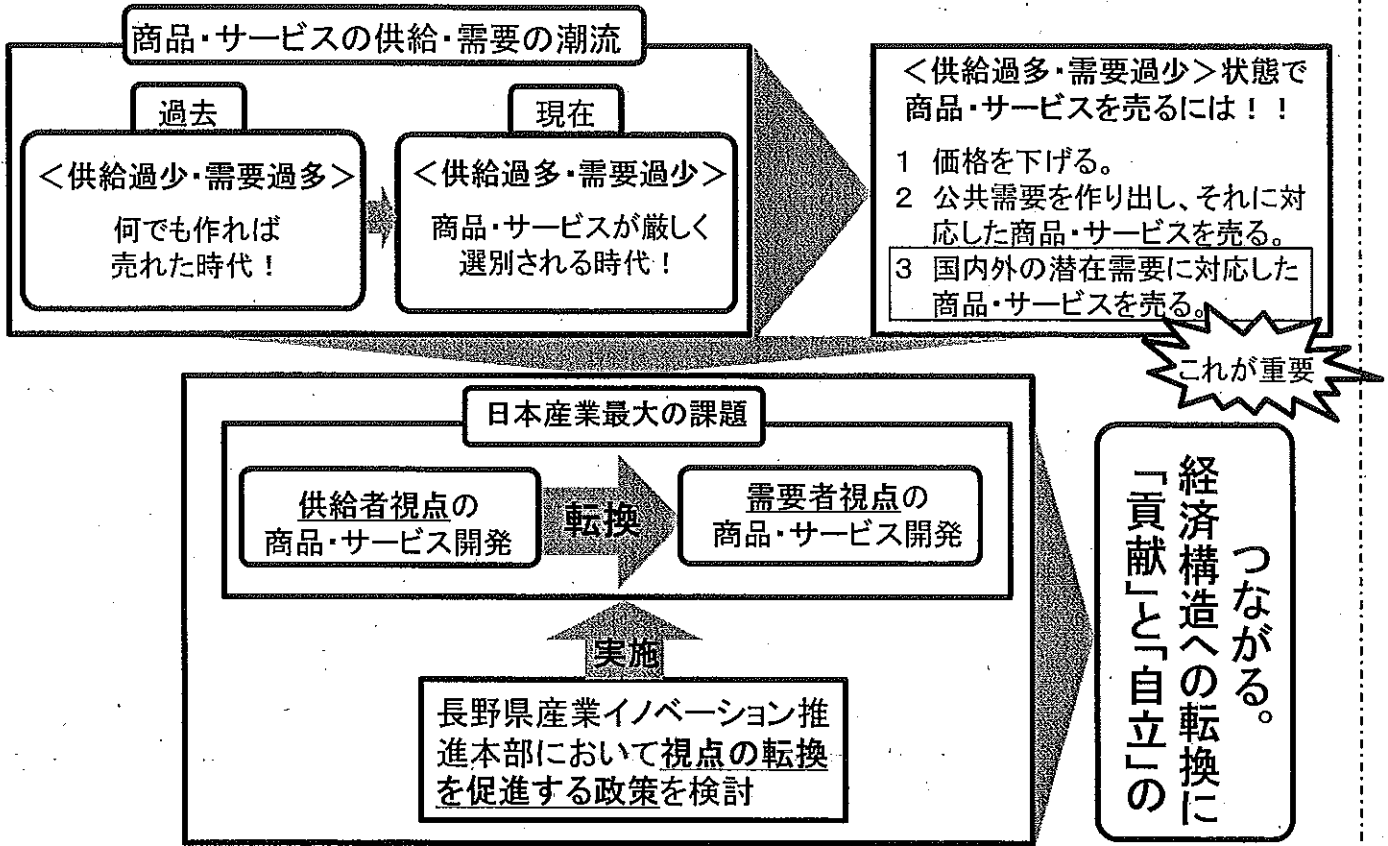 商品・サービスの供給・需要の潮流
過去
＜供給過少・需要過多＞
何でも作れば
売れた時代！
現在
＜供給過多・需要過少＞
商品・サービスが厳しく
選別される時代！
＜供給過多・需要過少＞状態で
商品・サービスを売るには！！
1 価格を下げる。
2 公共需要を作り出し、それに対
応した商品・サービスを売る。
3 国内外の潜在需要に対応した
商品・サービスを売る。
これが重要
日本産業最大の課題
供給者視点の
商品・サービス開発
転換
需要者視点の
商品・サービス開発
実施
長野県産業イノベーション推
進本部において視点の転換
を促進する政策を検討
「貢献」と「自立」の
経済構造への転換に
つながる。